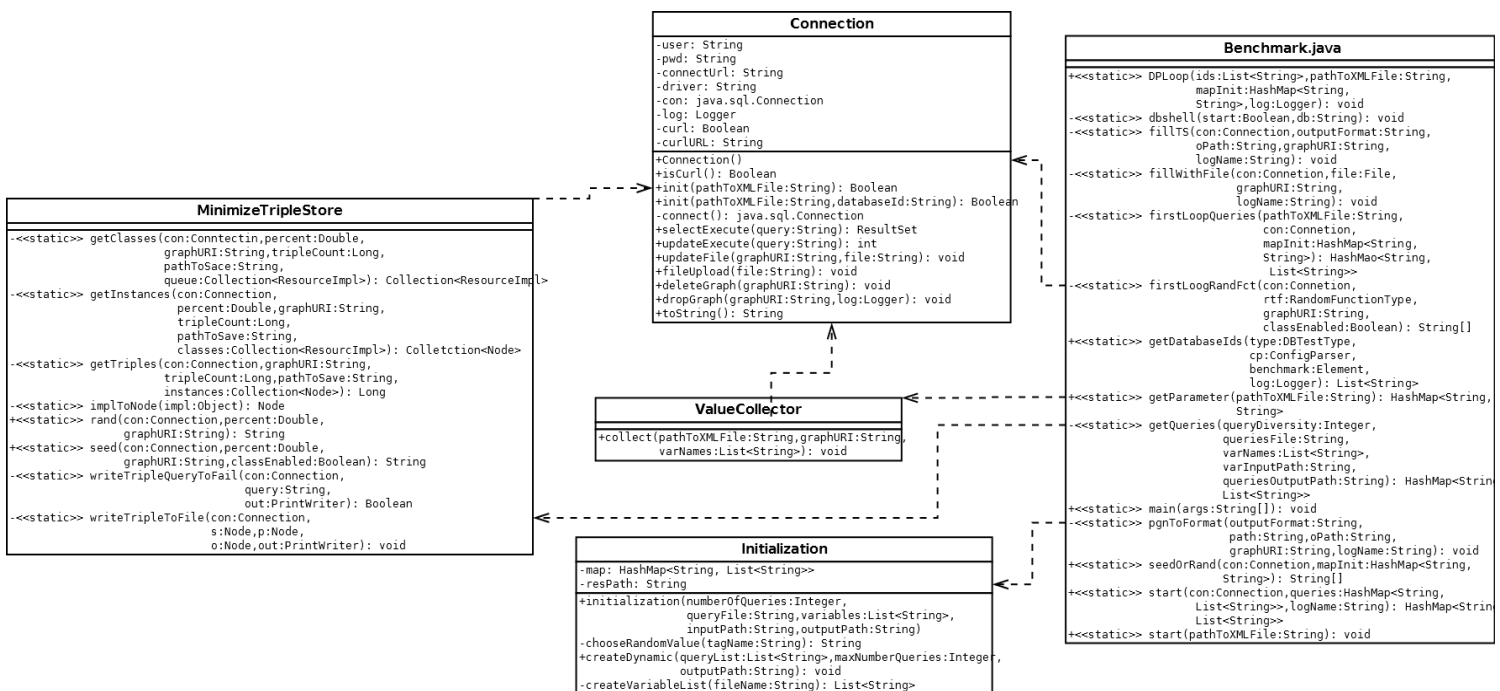 Connection
-user: String
-pwd: String
-connectUrl: String
-driver: String
-con: java.sql.Connection
-log: Logger
-curl: Boolean
-curlURL: String
+Connection()
+isCurl(): Boolean
+init(pathToXMLFile:String): Boolean
+init(pathToXMLFile:String,databaseId:String): Boolean
-connect(): java.sql.Connection
+selectExecute(query:String): ResultSet
+updateExecute(query:String): int
+updateFile(graphURI:String,file:String): void
+fileUpload(file:String): void
+deleteGraph(graphURI:String): void
+dropGraph(graphURI:String,log:Logger): void
+toString(): String
MinimizeTripleStore
-<<static>> getClasses(con:Conntectin,percent:Double,
graphURI:String,tripleCount:Long,
pathToSace:String,
queue:Collection<ResourceImpl>): Collection<ResourceImpl>
-<<static>> getInstances(con:Connection,
percent:Double,graphURI:String,
tripleCount:Long,
pathToSave:String,
classes:Collection<ResourcImpl>): Colletction<Node>
-<<static>> getTriples(con:Connection,graphURI:String,
tripleCount:Long,pathToSave:String,
instances:Collection<Node>): Long
-<<static>> implToNode(impl:Object): Node
+<<static>> rand(con:Connection,percent:Double,
graphURI:String): String
+<<static>> seed(con:Connection,percent:Double,
graphURI:String,classEnabled:Boolean): String
-<<static>> writeTripleQueryToFail(con:Connection,
query:String,
out:PrintWriter): Boolean
-<<static>> writeTripleToFile(con:Connection,
s:Node,p:Node,
o:Node,out:PrintWriter): void
ValueCollector
+collect(pathToXMLFile:String,graphURI:String,
varNames:List<String>): void
Initialization
-map: HashMap<String, List<String>>
-resPath: String
+initialization(numberOfQueries:Integer,
queryFile:String,variables:List<String>,
inputPath:String,outputPath:String)
-chooseRandomValue(tagName:String): String
+createDynamic(queryList:List<String>,maxNumberQueries:Integer,
outputPath:String): void
-createVariableList(fileName:String): List<String>
Benchmark.java
+<<static>> DPLoop(ids:List<String>,pathToXMLFile:String,
mapInit:HashMap<String,
String>,log:Logger): void
-<<static>> dbshell(start:Boolean,db:String): void
-<<static>> fillTS(con:Connection,outputFormat:String,
oPath:String,graphURI:String,
logName:String): void
-<<static>> fillWithFile(con:Connetion,file:File,
graphURI:String,
logName:String): void
-<<static>> firstLoopQueries(pathToXMLFile:String,
con:Connetion,
mapInit:HashMap<String,
String>): HashMao<String,
List<String>>
-<<static>> firstLoogRandFct(con:Connetion,
rtf:RandomFunctionType,
graphURI:String,
classEnabled:Boolean): String[]
+<<static>> getDatabaseIds(type:DBTestType,
cp:ConfigParser,
benchmark:Element,
log:Logger): List<String>
+<<static>> getParameter(pathToXMLFile:String): HashMap<String,
String>
-<<static>> getQueries(queryDiversity:Integer,
queriesFile:String,
varNames:List<String>,
varInputPath:String,
queriesOutputPath:String): HashMap<String
List<String>>
+<<static>> main(args:String[]): void
-<<static>> pgnToFormat(outputFormat:String,
path:String,oPath:String,
graphURI:String,logName:String): void
+<<static>> seedOrRand(con:Connetion,mapInit:HashMap<String,
String>): String[]
+<<static>> start(con:Connection,queries:HashMap<String,
List<String>>,logName:String): HashMap<String
List<String>>
+<<static>> start(pathToXMLFile:String): void